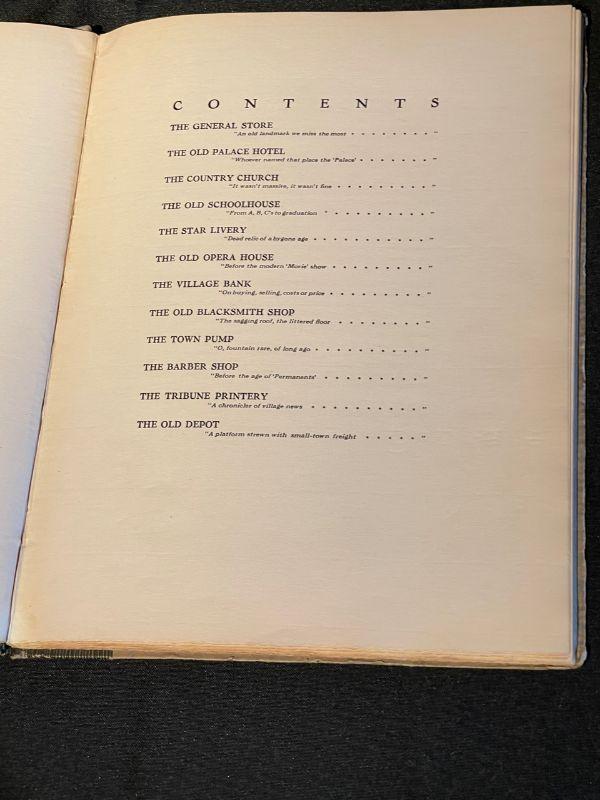 CONTENTS
THE GENERAL STORE
"An old landmark we miss the most . . . . . . . . "
THE OLD PALACE HOTEL
"Whoever named that place the 'Palace' . . . . . . . "
THE COUNTRY CHURCH
"It wasn't massive, it wasn't fine . . . . . . . . . "
THE OLD SCHOOLHOUSE
"From A, B, C's to graduation " . . . . . . . . . "
THE STAR LIVERY
"Dead relic of a bygone age . . . . . . . . . . . "
THE OLD OPERA HOUSE
"Before the modern 'Movie' show . . . . . . . . . "
THE VILLAGE BANK
"On buying, selling, costs or price . . . . . . . . . "
THE OLD BLACKSMITH SHOP
"The sagging roof, the littered floor . . . . . . . . "
THE TOWN PUMP
"O, fountain rare, of long ago . . . . . . . . . . "
THE BARBER SHOP
"Before the age of 'Permanents' . . . . . . . . . "
THE TRIBUNE PRINTERY
"A chronicler of village news . . . . . . . . . . "
THE OLD DEPOT
"A platform strewn with small-town freight . . . . . "